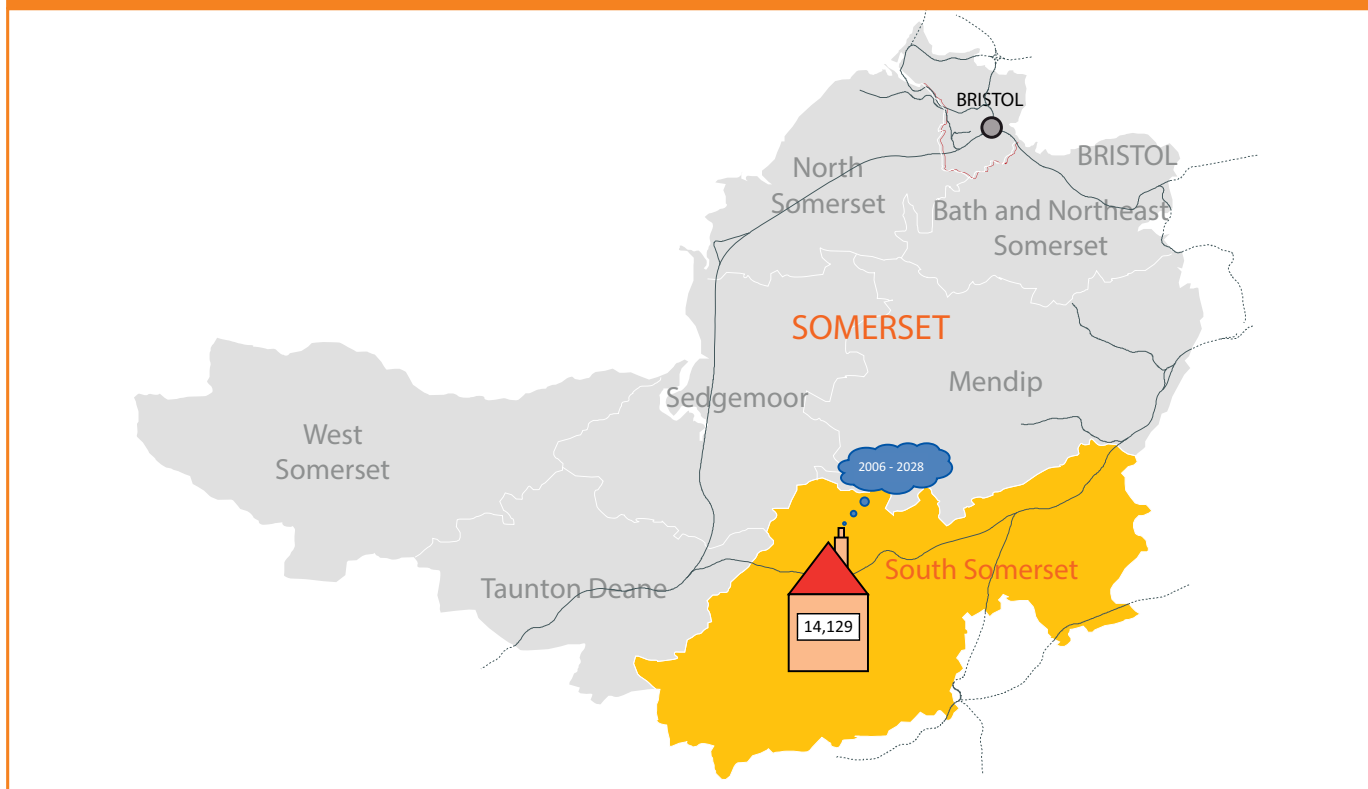 BRISTOL
BRISTOL
North
Somerset
Bath and Northeast
Somerset
SOMERSET
Mendip
Sedgemoor
West
Somerset
2006 - 2028
South Somerset
Taunton Deane
14,129